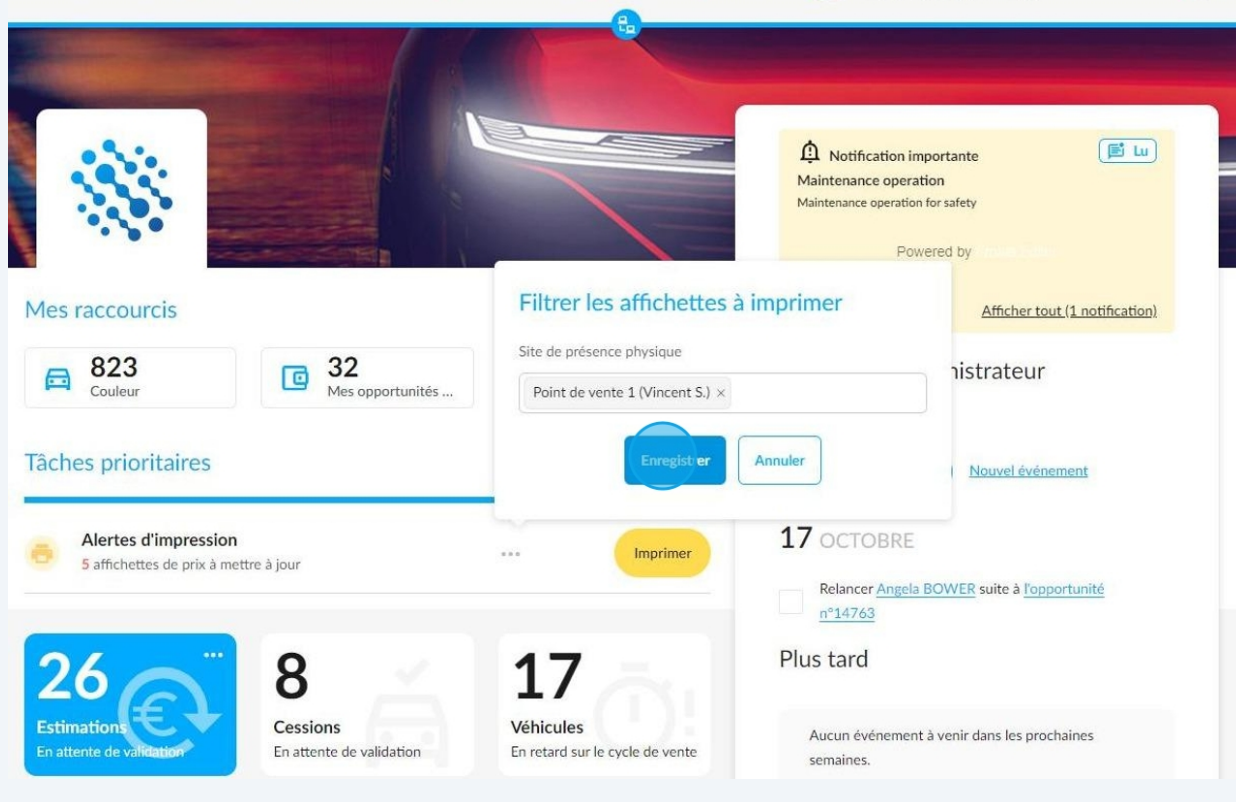 Notification importante
Lu
Maintenance operation
Maintenance operation for safety
Powered by
Afficher tout (1 notification)
Mes raccourcis
823
Couleur
32
Mes opportunités ...
Filtrer les affichettes à imprimer
Site de présence physique
Point de vente 1 (Vincent S.) ×
Enregistrer
Annuler
nistrateur
Nouvel événement
Tâches prioritaires
Alertes d'impression
5 affichettes de prix à mettre à jour
...
Imprimer
17 OCTOBRE
Relancer Angela BOWER suite à l'opportunité
n°14763
Plus tard
Aucun événement à venir dans les prochaines
semaines.
26
...
Estimations
En attente de validation
8
Cessions
En attente de validation
17
Véhicules
En retard sur le cycle de vente